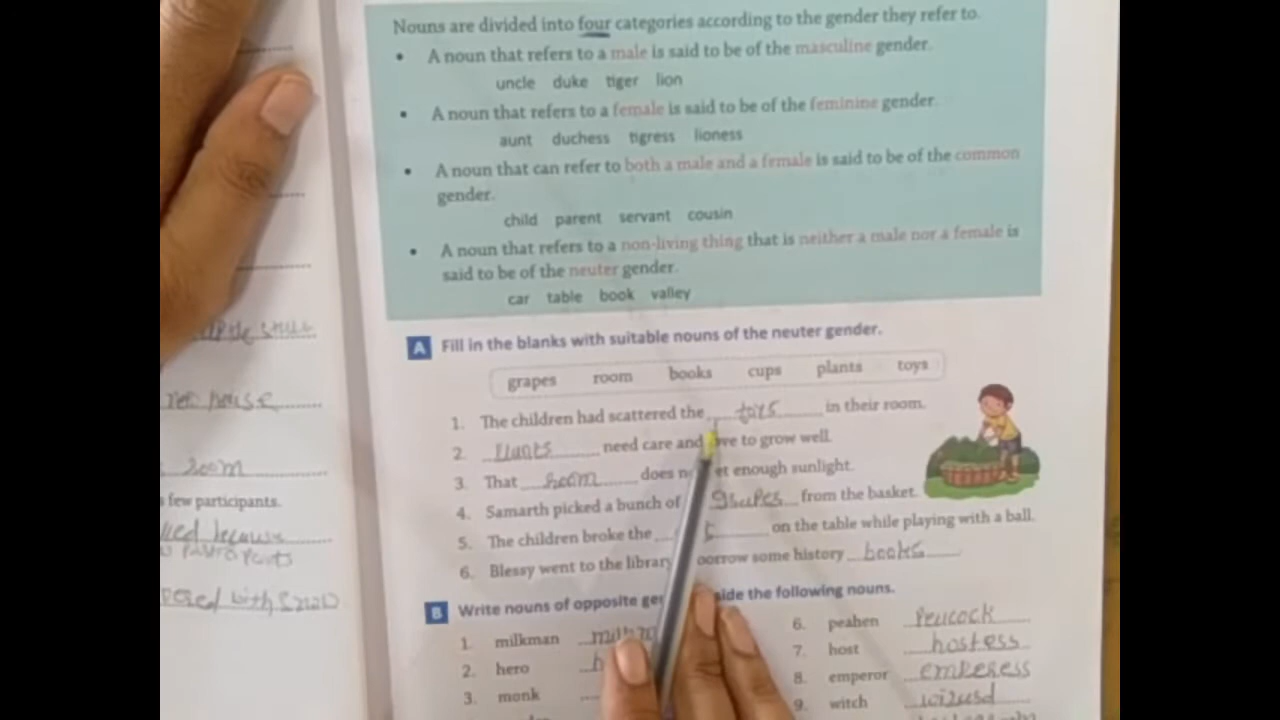 Nouns are divided into four categories according to the gender they refer to.
• A noun that refers to a male is said to be of the masculine gender.
uncle duke tiger lion
• A noun that refers to a female is said to be of the feminine gender.
aunt duchess tigress lioness
• A noun that can refer to both a male and a female is said to be of the common
gender.
child parent servant cousin
• A noun that refers to a non-living thing that is neither a male nor a female is
said to be of the neuter gender.
car table book valley
A Fill in the blanks with suitable nouns of the neuter gender.
grapes room books cups plants toys
1. The children had scattered the toys in their room.
2. Plants need care and to grow well.
3. That room does enough sunlight.
4. Samarth picked a bunch of grapes from the basket.
5. The children broke the on the table while playing with a ball.
6. Blessy went to the library borrow some history books
B Write nouns of opposite the following nouns.
1. milkman
2. hero
3. monk
6. peahen Peucock
7. host hostess
8. emperor emperess
9. witch wizusd
room
s few participants.